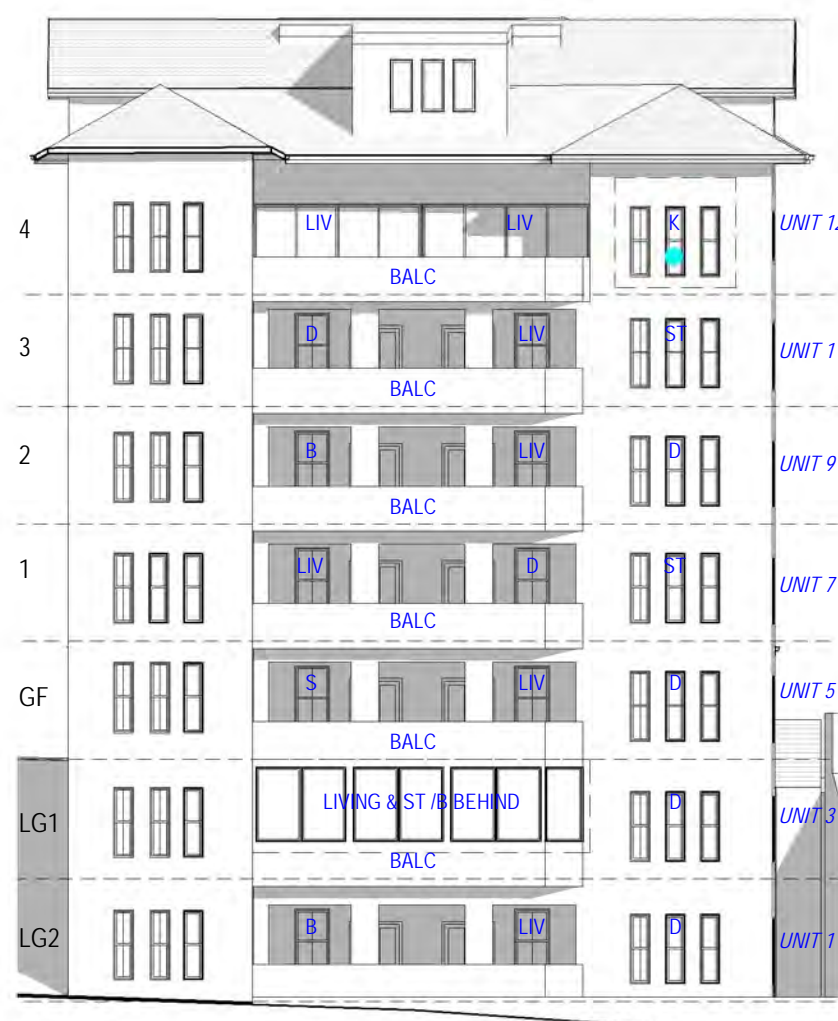 4
LIV
LIV
K
UNIT 12
BALC
3
D
LIV
ST
UNIT 1
BALC
2
B
LIV
D
UNIT 9
BALC
1
LIV
D
ST
UNIT 7
BALC
GF
S
LIV
D
UNIT 5
BALC
LG1
LIVING & ST /B BEHIND
D
UNIT 3
BALC
LG2
B
LIV
D
UNIT 1